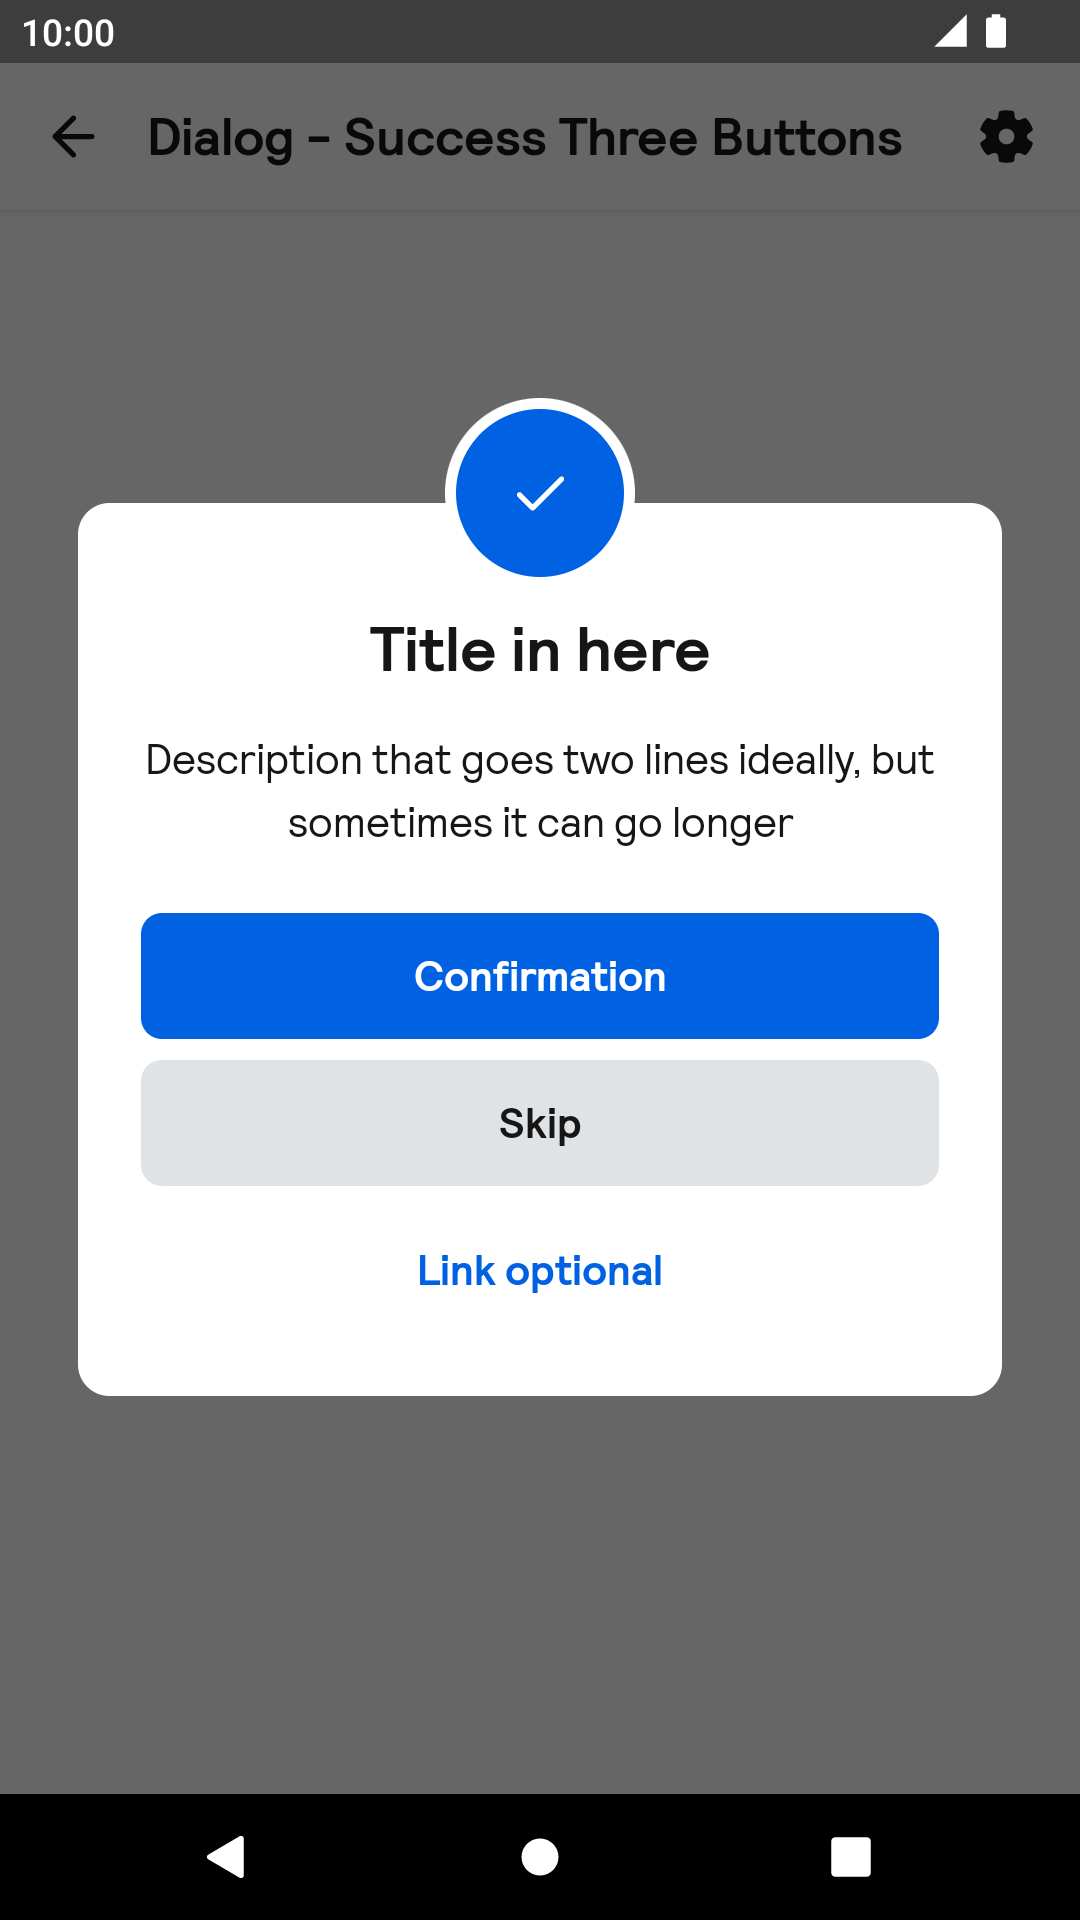 10:00
Dialog - Success Three Buttons
Title in here
Description that goes two lines ideally, but
sometimes it can go longer
Confirmation
Skip
Link optional